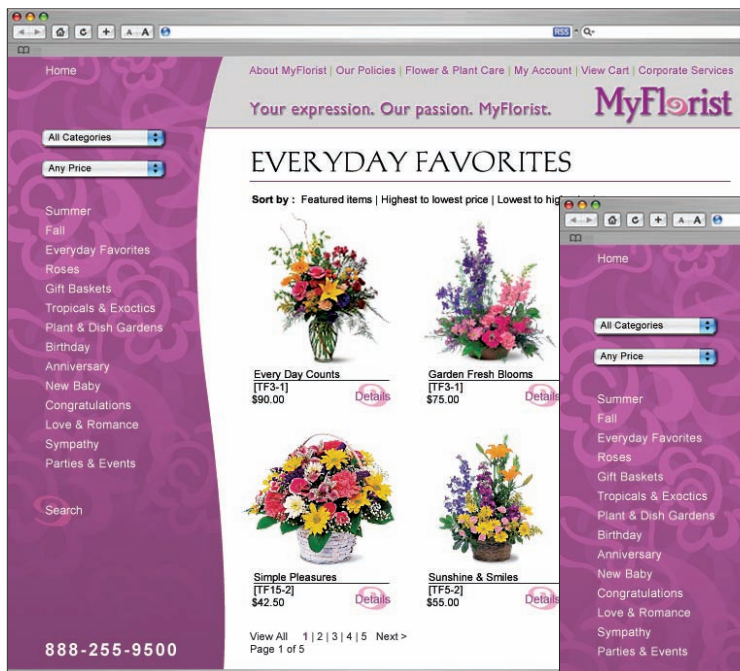 A A
RSS
Q-
Home
About MyFlorist | Our Policies | Flower & Plant Care | My Account | View Cart | Corporate Services
Your expression. Our passion. MyFlorist.
MyFlorist
All Categories
Any Price
Summer
Fall
Everyday Favorites
Roses
Gift Baskets
Tropicals & Exoctics
Plant & Dish Gardens
Birthday
Anniversary
New Baby
Congratulations
Love & Romance
Sympathy
Parties & Events
Search
888-255-9500
EVERYDAY FAVORITES
Sort by : Featured items | Highest to lowest price | Lowest to
Every Day Counts
[TF3-1]
$90.00
Details
Garden Fresh Blooms
[TF3-1]
$75.00
Details
Simple Pleasures
[TF15-2]
$42.50
Details
Sunshine & Smiles
[TF5-2]
$55.00
Details
View All 1 | 2 | 3 | 4 | 5 Next >
Page 1 of 5
A A
Home
All Categories
Any Price
Summer
Fall
Everyday Favorites
Roses
Gift Baskets
Tropicals & Exoctics
Plant & Dish Gardens
Birthday
Anniversary
New Baby
Congratulations
Love & Romance
Sympathy
Parties & Events